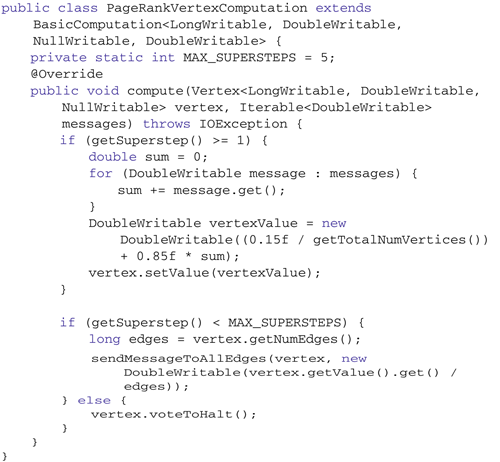 public class PageRankVertexComputation extends
BasicComputation<LongWritable, DoubleWritable,
NullWritable, DoubleWritable> {
private static int MAX_SUPERSTEPS = 5;
@Override
public void compute(Vertex<LongWritable, DoubleWritable,
NullWritable> vertex, Iterable<DoubleWritable>
messages) throws IOException {
if (getSuperstep() >= 1) {
double sum = 0;
for (DoubleWritable message : messages) {
sum += message.get();
}
DoubleWritable vertexValue = new
DoubleWritable((0.15f / getTotalNumVertices())
+ 0.85f * sum);
vertex.setValue(vertexValue);
}
if (getSuperstep() < MAX_SUPERSTEPS) {
long edges = vertex.getNumEdges();
sendMessageToAllEdges(vertex, new
DoubleWritable(vertex.getValue().get() /
edges));
} else {
vertex.voteToHalt();
}
}
}